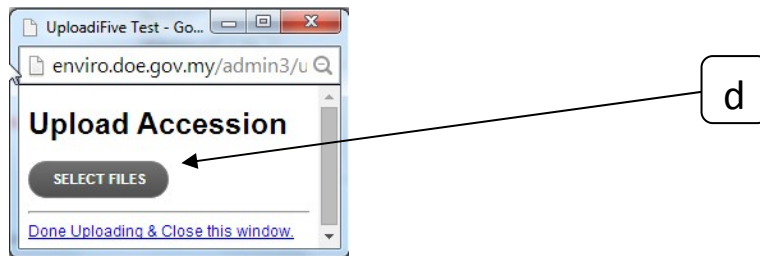 UploadiFive Test - Go...
enviro.doe.gov.my/admin3/u
Upload Accession
d
SELECT FILES
Done Uploading & Close this window.